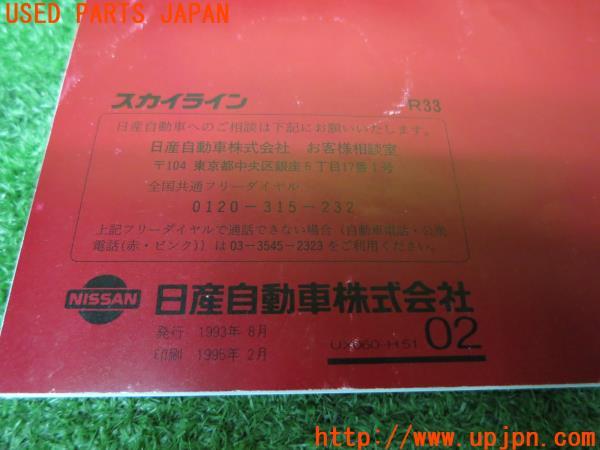 USED PARTS JAPAN
スカイライン R33
日産自動車へのご相談は下記にお願いいたします。
日産自動車株式会社 お客様相談室
〒104 東京都中央区銀座6丁目17番1号
全国共通フリーダイヤル
0120-315-232
上記フリーダイヤルで通話できない場合(自動車電話・公衆
電話(赤・ピンク))は03-3545-2323をご利用ください。
NISSAN 日産自動車株式会社
発行 1993年 8月
印刷 1995年 2月
UX060-H51 02
http://www.upjpn.com/